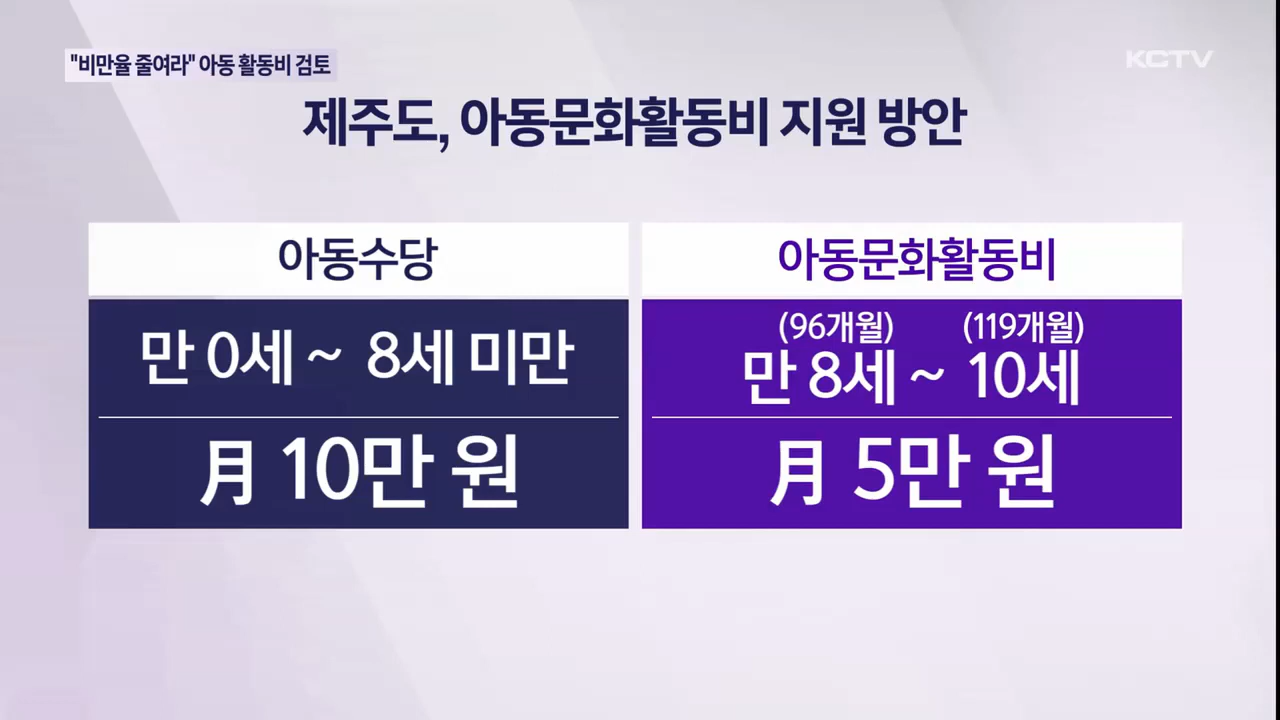 "비만율 줄여라" 아동 활동비 검토
KCTV
제주도, 아동문화활동비 지원 방안
아동수당
만 0세 ~ 8세 미만
月 10만 원
아동문화활동비
(96개월) (119개월)
만 8세 ~ 10세
月 5만 원